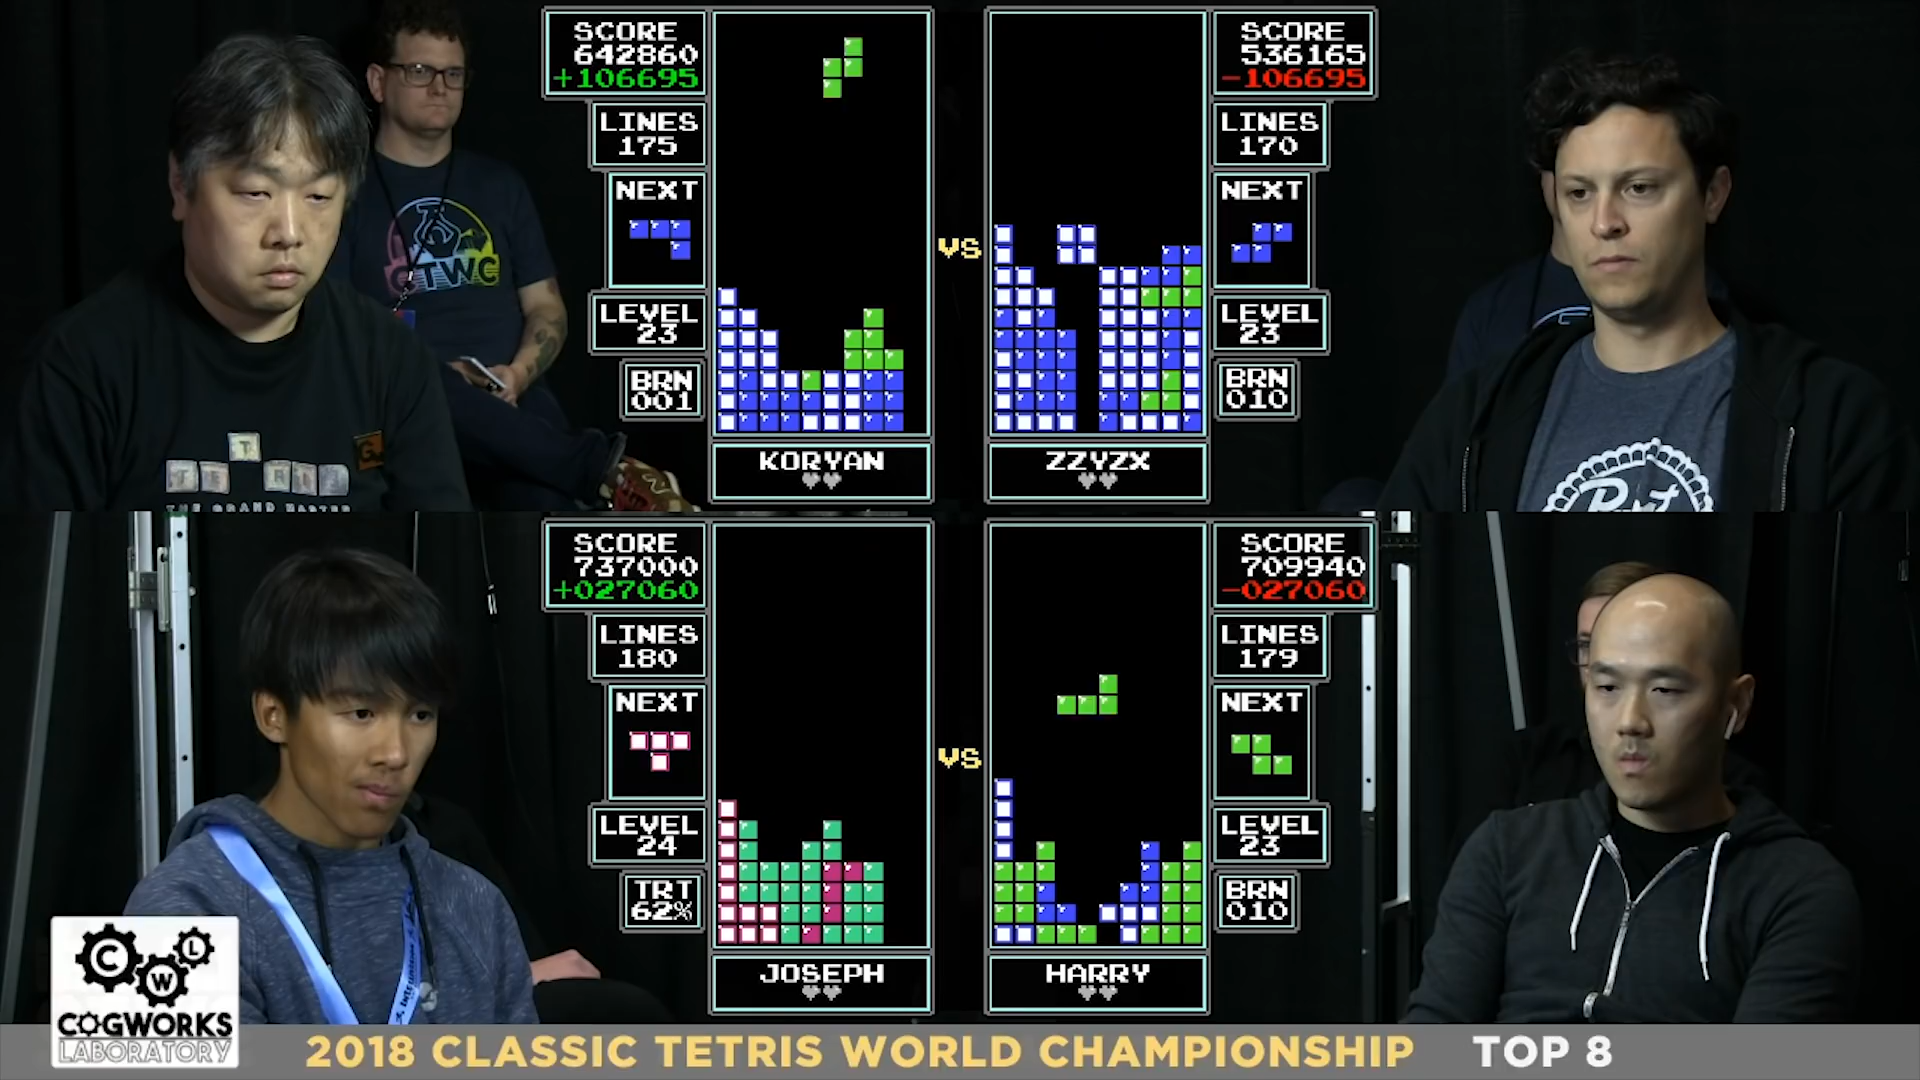 SCORE
642860
+106695
LINES
175
NEXT
LEVEL
23
BRN
001
KORYAN
VS
SCORE
536165
-106695
LINES
170
NEXT
LEVEL
23
BRN
010
ZZYZX
CTWC
TETRIS
SCORE
737000
+027060
LINES
180
NEXT
LEVEL
24
TRT
62%
JOSEPH
VS
SCORE
709940
-027060
LINES
179
NEXT
LEVEL
23
BRN
010
HARRY
C W L
COGWORKS
LABORATORY
2018 CLASSIC TETRIS WORLD CHAMPIONSHIP TOP 8